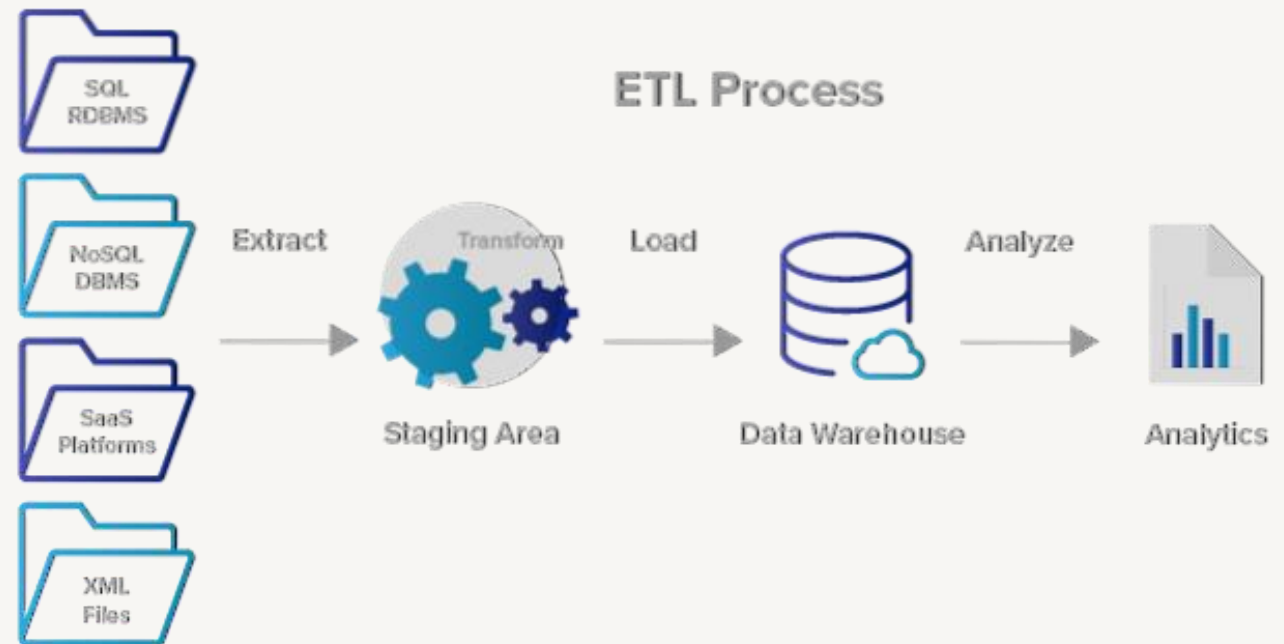 SQL
RDBMS
ETL Process
NoSQL
DBMS
Extract
Transform
Load
Analyze
SaaS
Platforms
Staging Area
Data Warehouse
Analytics
XML
Files